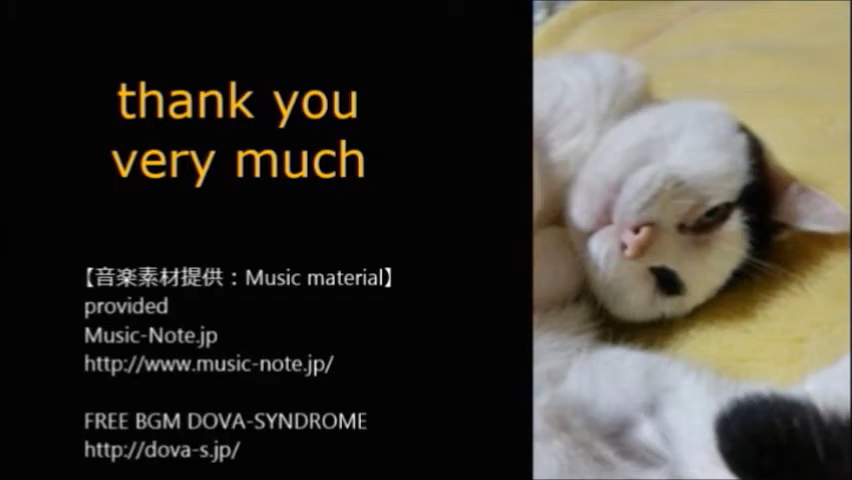 thank you
very much
【音楽素材提供：Music material】
provided
Music-Note.jp
http://www.music-note.jp/
FREE BGM DOVA-SYNDROME
http://dova-s.jp/